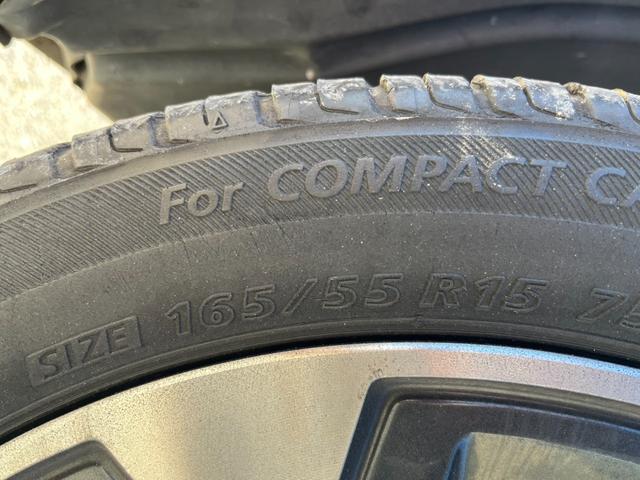 For COMPACT
SIZE 165/55 R15